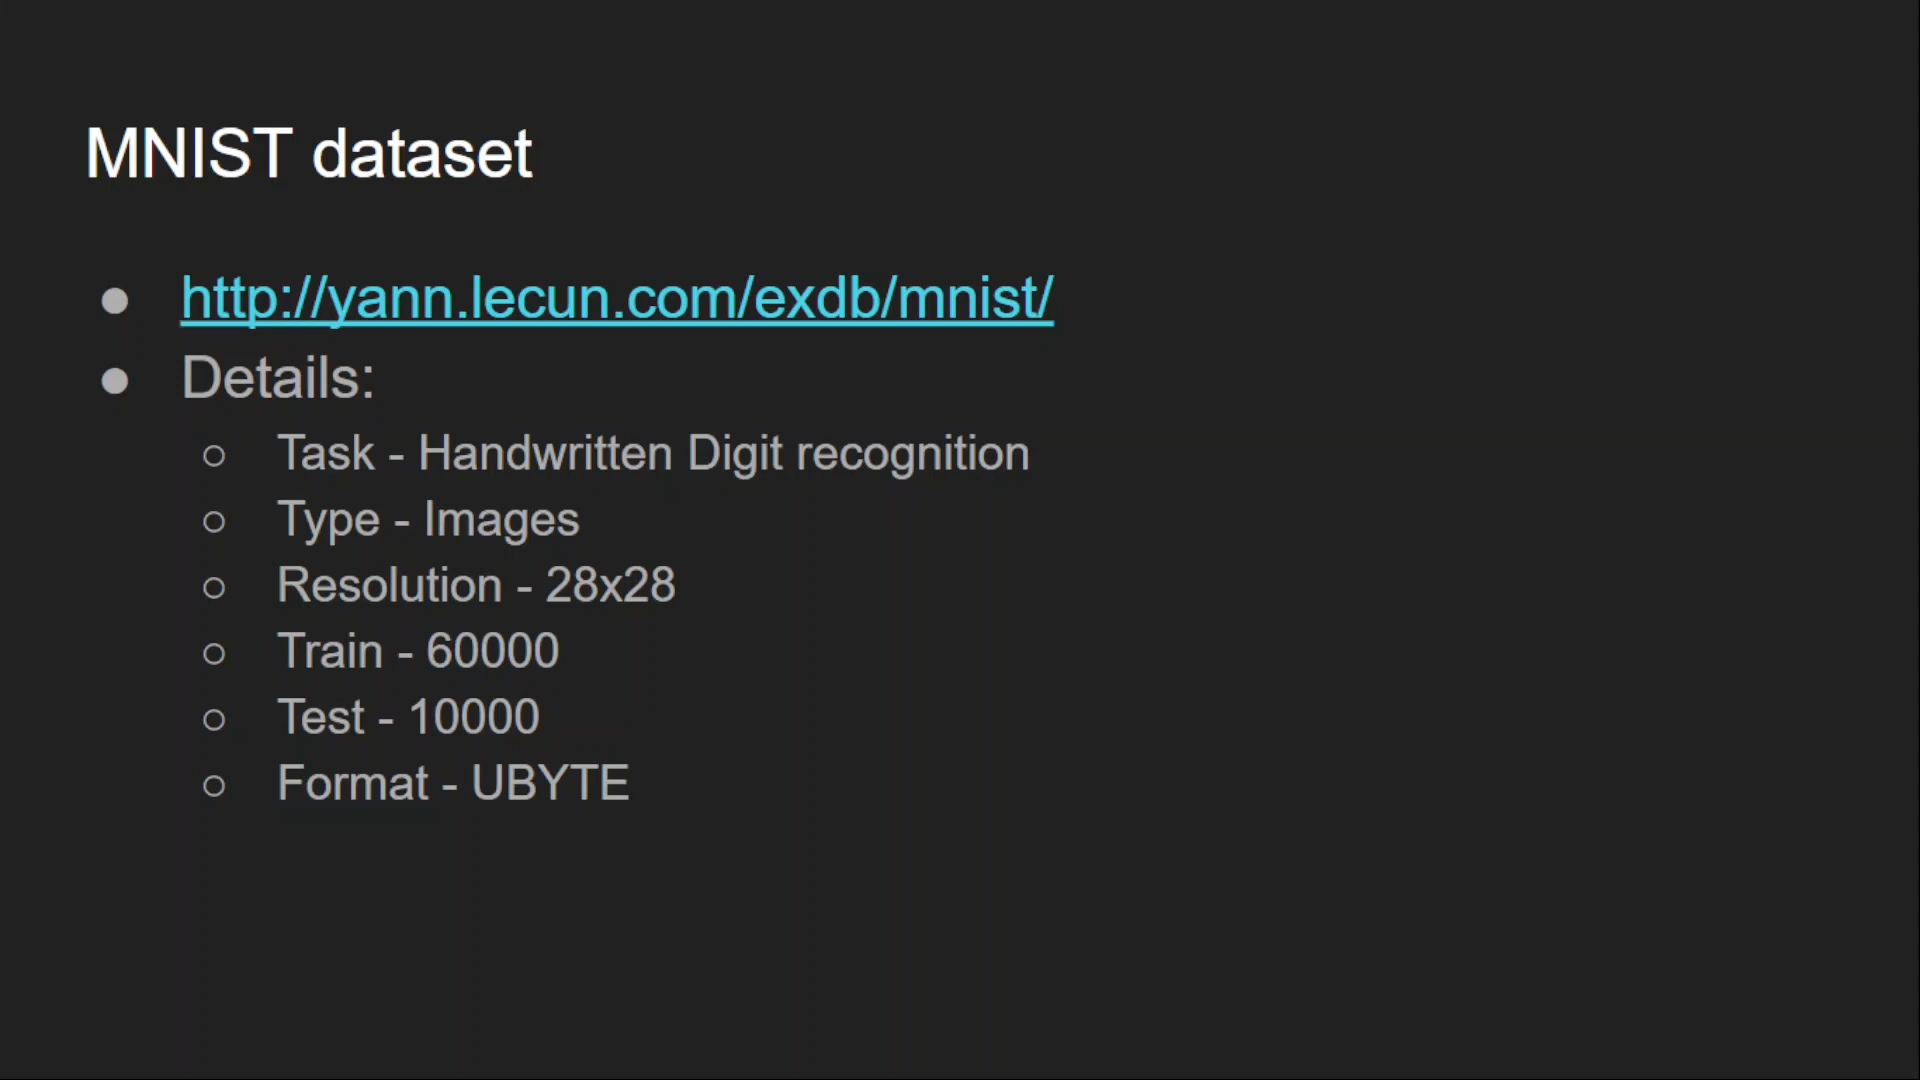 MNIST dataset
● http://yann.lecun.com/exdb/mnist/
● Details:
○ Task - Handwritten Digit recognition
○ Type - Images
○ Resolution - 28x28
○ Train - 60000
○ Test - 10000
○ Format - UBYTE